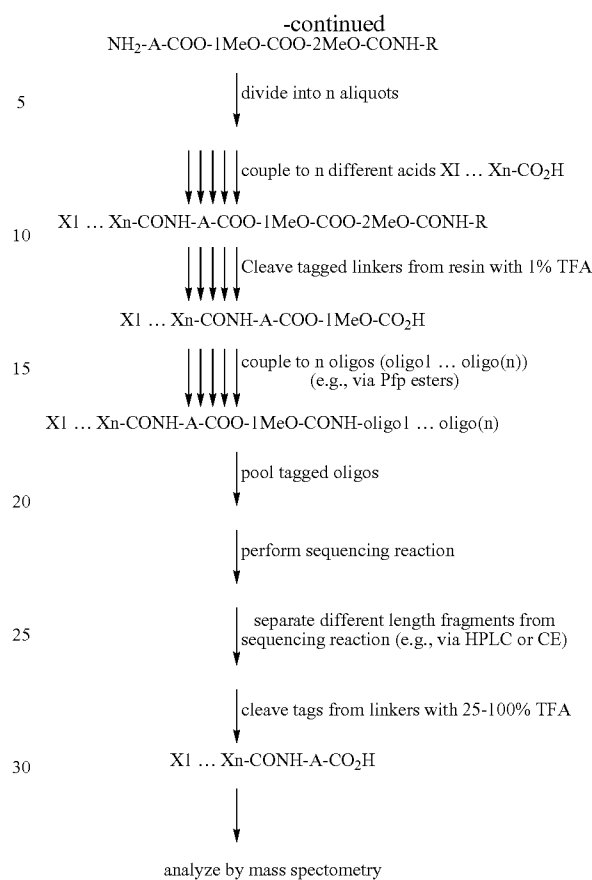 -continued
NH2-A-COO-1MeO-COO-2MeO-CONH-R
5
divide into n aliquots
couple to n different acids XI … Xn-CO2H
X1 … Xn-CONH-A-COO-1MeO-COO-2MeO-CONH-R
10
Cleave tagged linkers from resin with 1% TFA
X1 … Xn-CONH-A-COO-1MeO-CO2H
15
couple to n oligos (oligo1 … oligo(n))
(e.g., via Pfp esters)
X1 … Xn-CONH-A-COO-1MeO-CONH-oligo1 … oligo(n)
pool tagged oligos
20
perform sequencing reaction
separate different length fragments from
25
sequencing reaction (e.g., via HPLC or CE)
cleave tags from linkers with 25-100% TFA
X1 … Xn-CONH-A-CO2H
30
analyze by mass spectometry